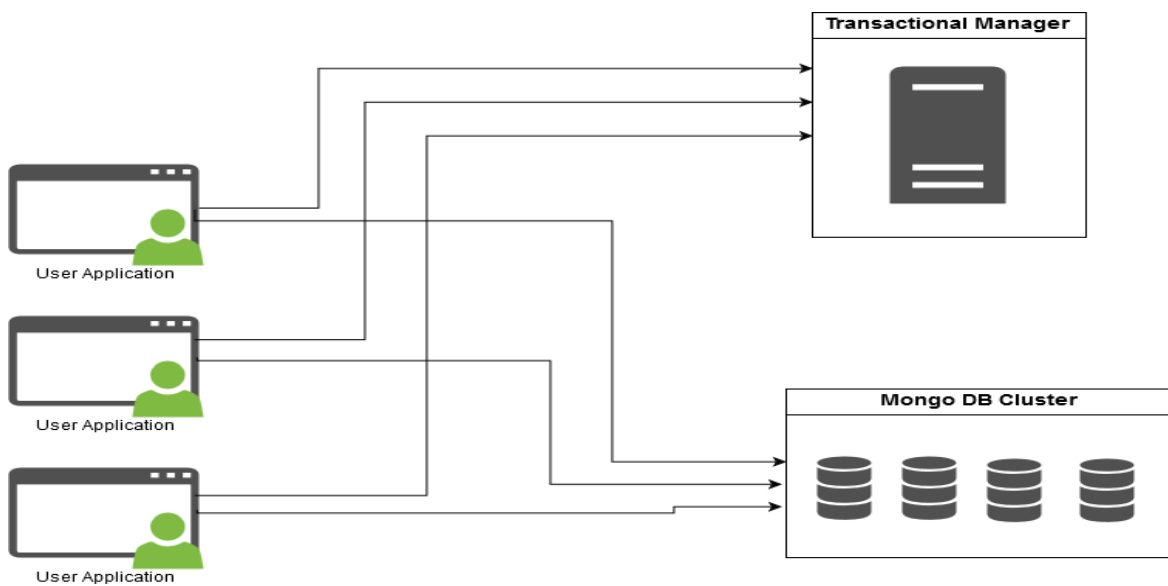 Transactional Manager
User Application
User Application
Mongo DB Cluster
User Application